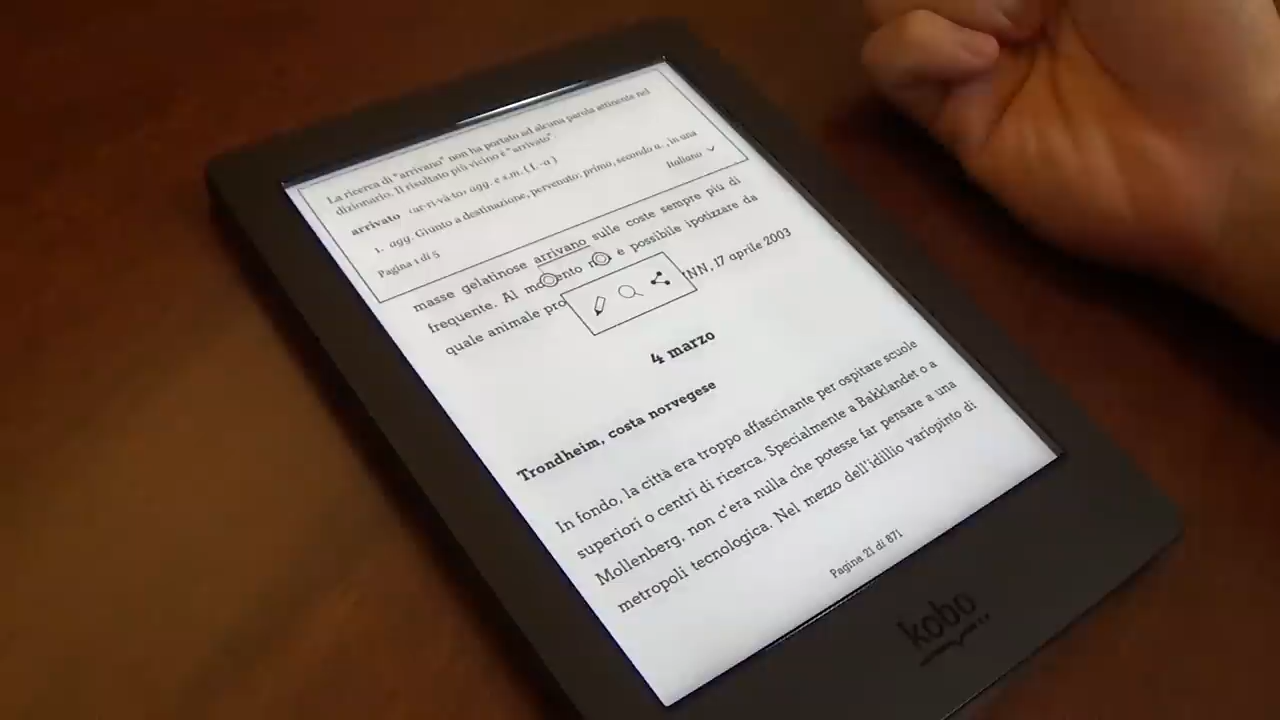 La ricerca di "arrivano" non ha portato ad alcuna parola attinente nel
dizionario. Il risultato più vicino è "arrivato".
arrivato ‹ar-ri-và-to› agg. e s.m. (f. -a )
1. agg. Giunto a destinazione, pervenuto: primo, secondo a. , in una
Pagina 1 di 5
Italiano
masse gelatinose arrivano sulle coste sempre più di
frequente. Al è possibile ipotizzare da
quale animale NN, 17 aprile 2003
4 marzo
Trondheim, costa norvegese
In fondo, la città era troppo affascinante per ospitare scuole
superiori o centri di ricerca. Specialmente a Bakklandet o a
Mollenberg, non c'era nulla che potesse far pensare a una
metropoli tecnologica. Nel mezzo dell'idillio variopinto di
Pagina 21 di 871
kobo